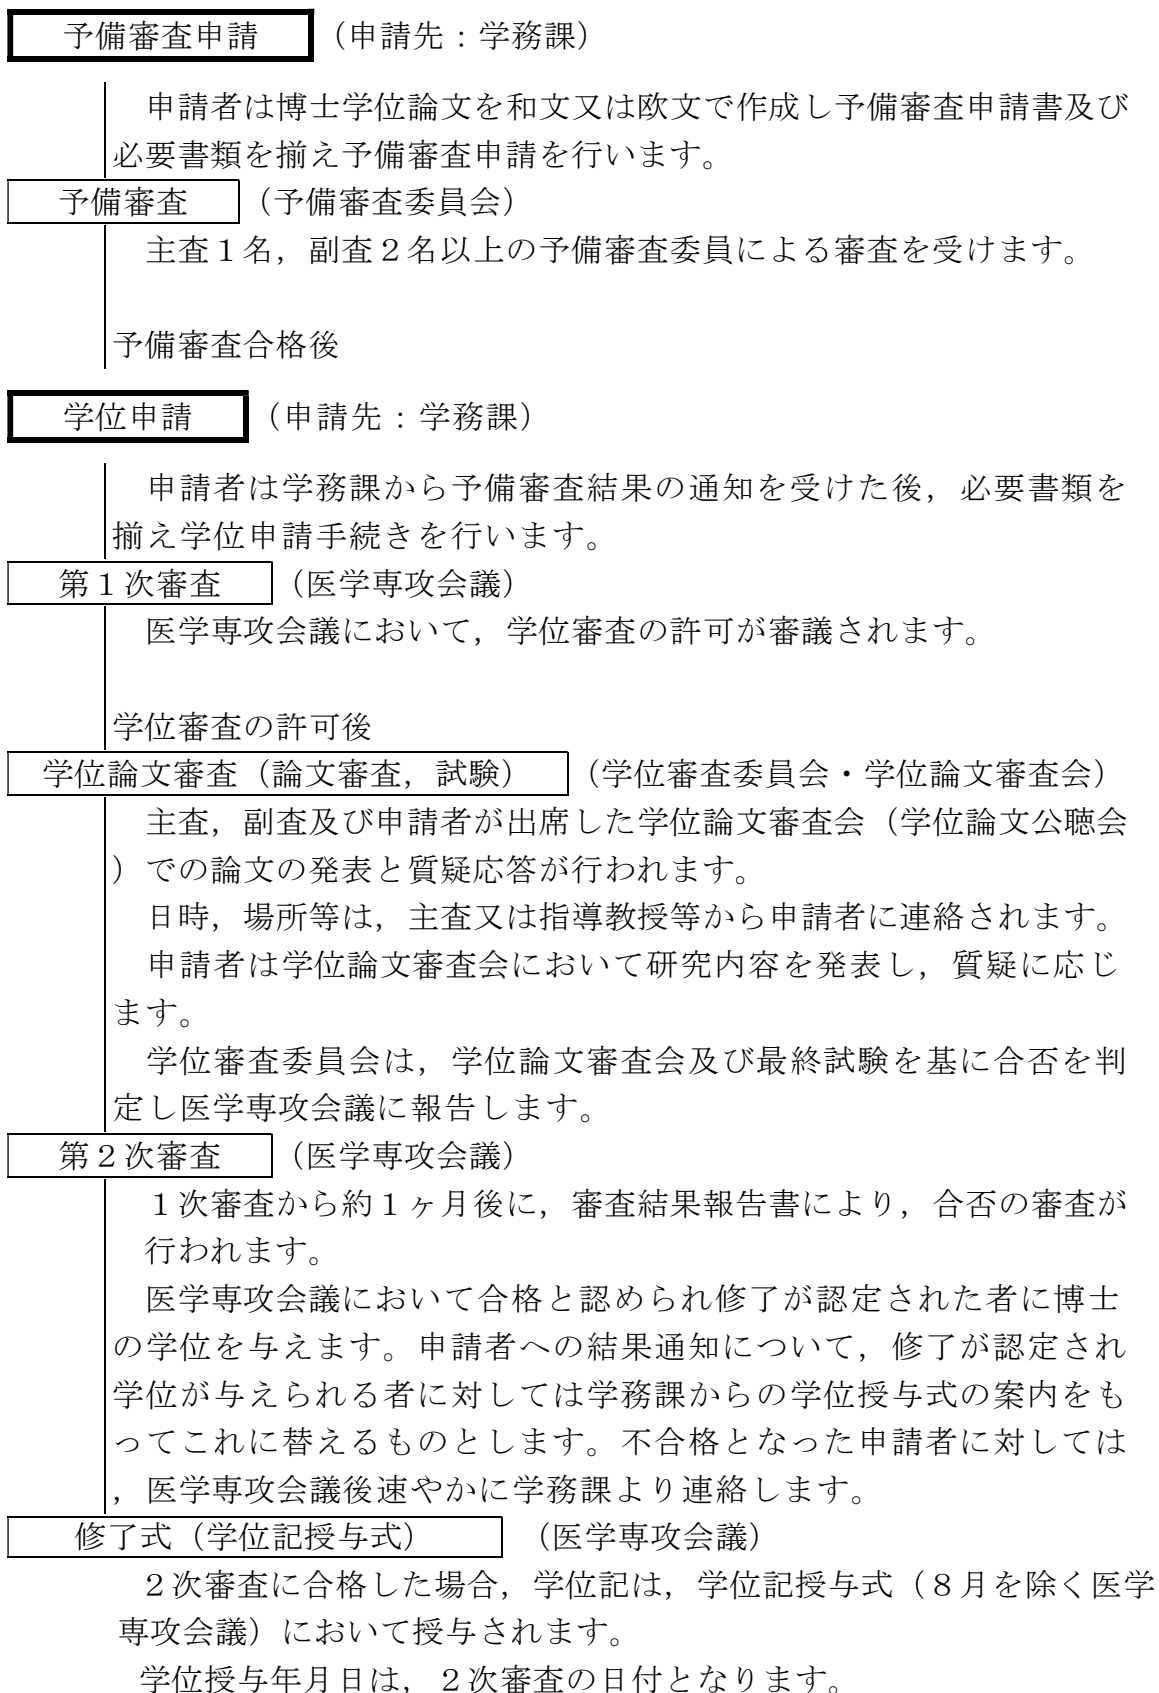 予備審査申請 (申請先：学務課)
申請者は博士学位論文を和文又は欧文で作成し予備審査申請書及び
必要書類を揃え予備審査申請を行います。
予備審査 (予備審査委員会)
主査１名，副査２名以上の予備審査委員による審査を受けます。
予備審査合格後
学位申請 (申請先：学務課)
申請者は学務課から予備審査結果の通知を受けた後，必要書類を
揃え学位申請手続きを行います。
第１次審査 (医学専攻会議)
医学専攻会議において，学位審査の許可が審議されます。
学位審査の許可後
学位論文審査（論文審査，試験） （学位審査委員会・学位論文審査会）
主査，副査及び申請者が出席した学位論文審査会（学位論文公聴会
）での論文の発表と質疑応答が行われます。
日時，場所等は，主査又は指導教授等から申請者に連絡されます。
申請者は学位論文審査会において研究内容を発表し，質疑に応じ
ます。
学位審査委員会は，学位論文審査会及び最終試験を基に合否を判
定し医学専攻会議に報告します。
第２次審査 （医学専攻会議）
１次審査から約１ヶ月後に，審査結果報告書により，合否の審査が
行われます。
医学専攻会議において合格と認められ修了が認定された者に博士
の学位を与えます。申請者への結果通知について，修了が認定され
学位が与えられる者に対しては学務課からの学位授与式の案内をも
ってこれに替えるものとします。不合格となった申請者に対しては
，医学専攻会議後速やかに学務課より連絡します。
修了式（学位記授与式） （医学専攻会議）
２次審査に合格した場合，学位記は，学位記授与式（８月を除く医学
専攻会議）において授与されます。
学位授与年月日は，２次審査の日付となります。